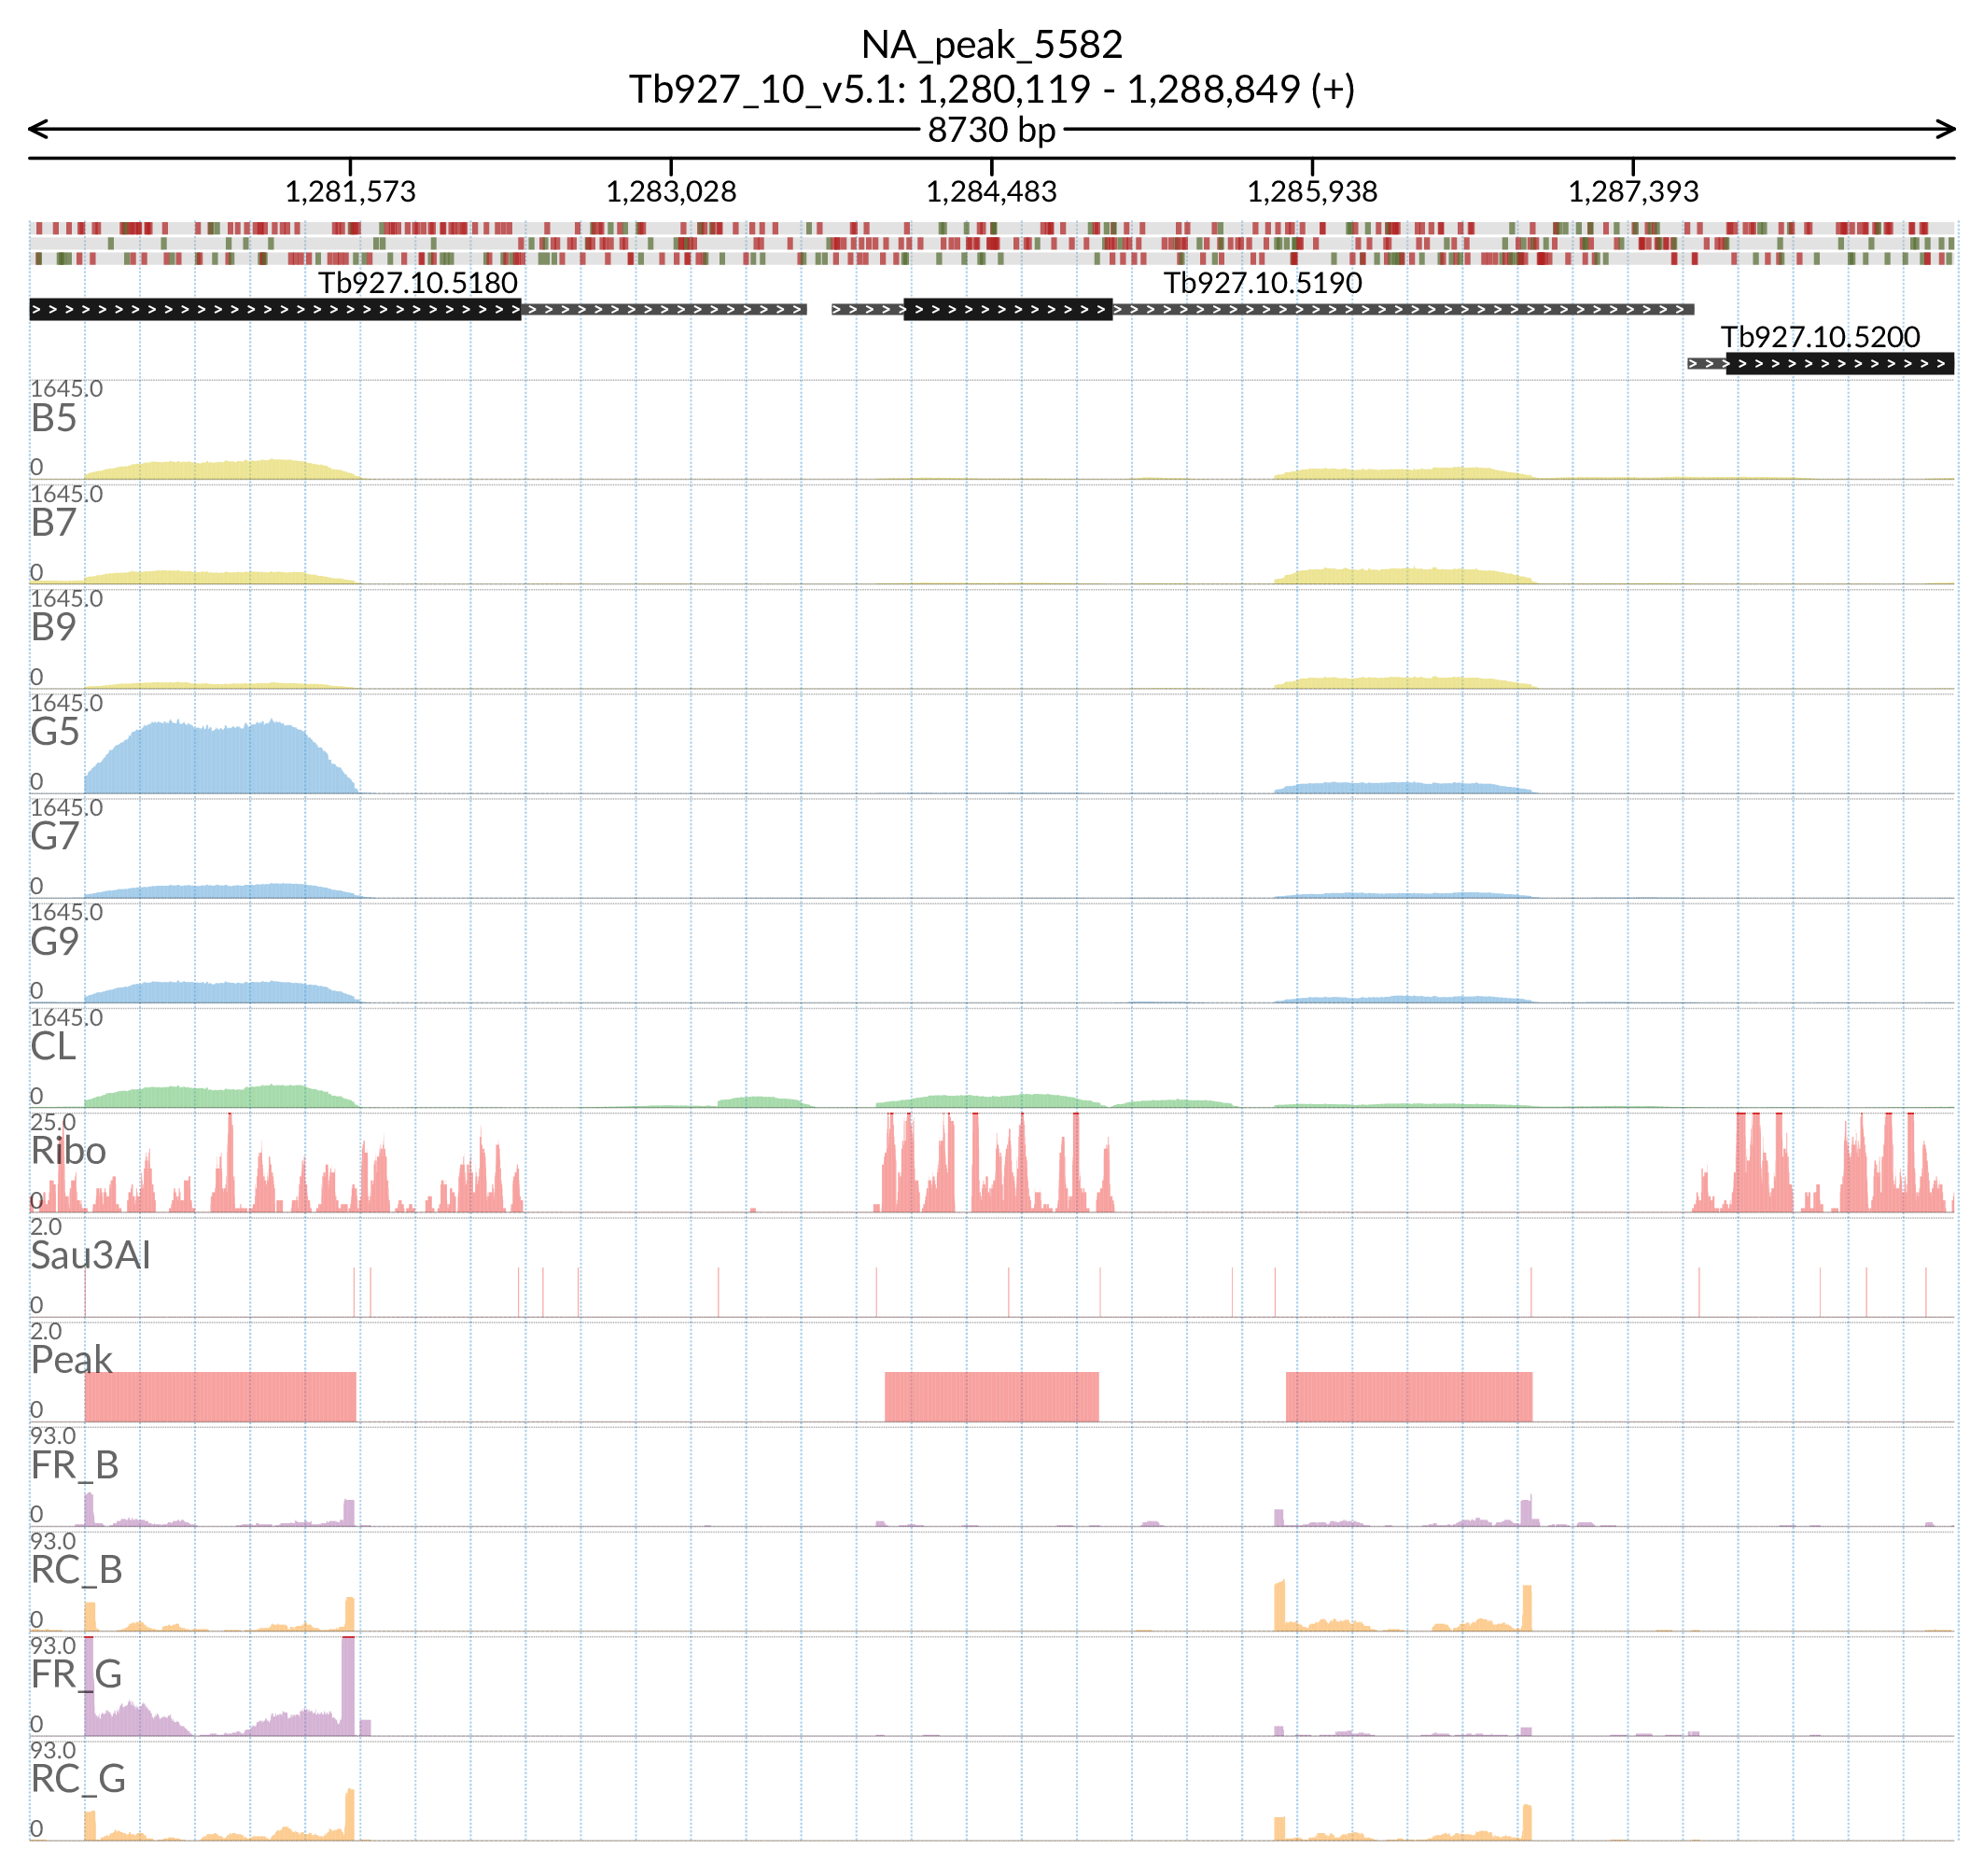 NA_peak_5582
Tb927_10_v5.1: 1,280,119 - 1,288,849 (+)
8730 bp
1,281,573 1,283,028 1,284,483 1,285,938 1,287,393
Tb927.10.5180 Tb927.10.5190
Tb927.10.5200
1645.0
B5
0
1645.0
B7
0
1645.0
B9
0
1645.0
G5
0
1645.0
G7
0
1645.0
G9
0
1645.0
CL
0
25.0
Ribo
0
2.0
Sau3AI
0
2.0
Peak
0
93.0
FR_B
0
93.0
RC_B
0
93.0
FR_G
0
93.0
RC_G
0